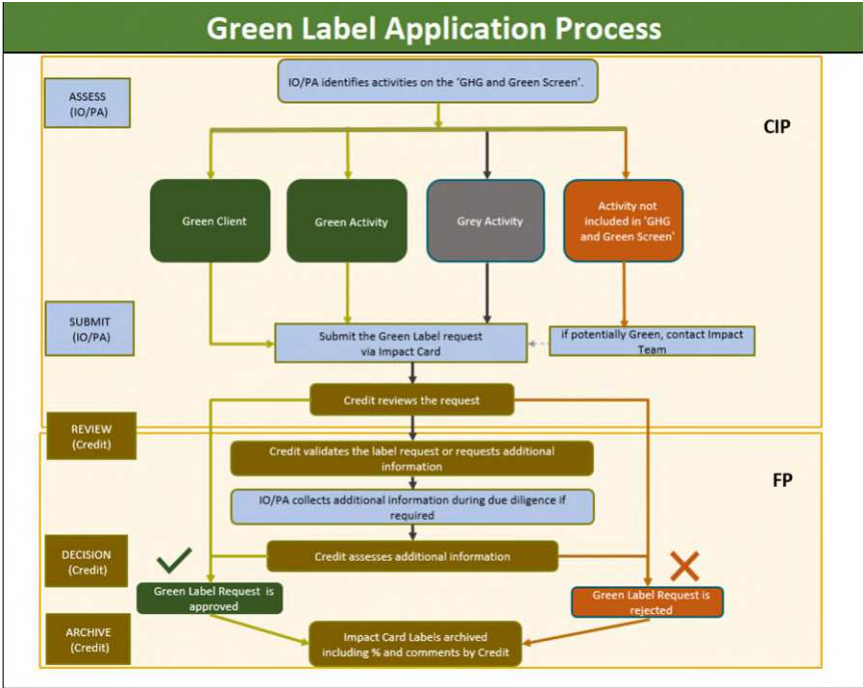 Green Label Application Process
ASSESS
(IO/PA)
IO/PA identifies activities on the 'GHG and Green Screen'.
CIP
Green Client
Green Activity
Grey Activity
Activity not
included in 'GHG
and Green Screen'
SUBMIT
(IO/PA)
Submit the Green Label request
via Impact Card
if potentially Green, contact Impact
Team
Credit reviews the request
REVIEW
(Credit)
Credit validates the label request or requests additional
information
FP
IO/PA collects additional information during due diligence if
required
DECISION
(Credit)
Credit assesses additional information
Green Label Request is
approved
Green Label Request is
rejected
ARCHIVE
(Credit)
Impact Card Labels archived
including % and comments by Credit